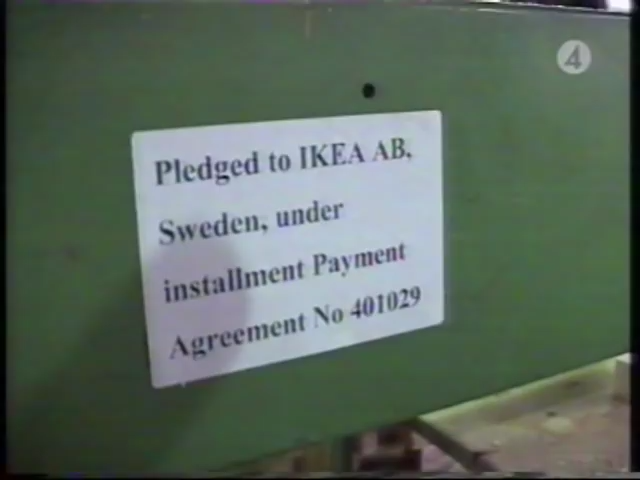 4
Pledged to IKEA AB,
Sweden, under
installment Payment
Agreement No 401029